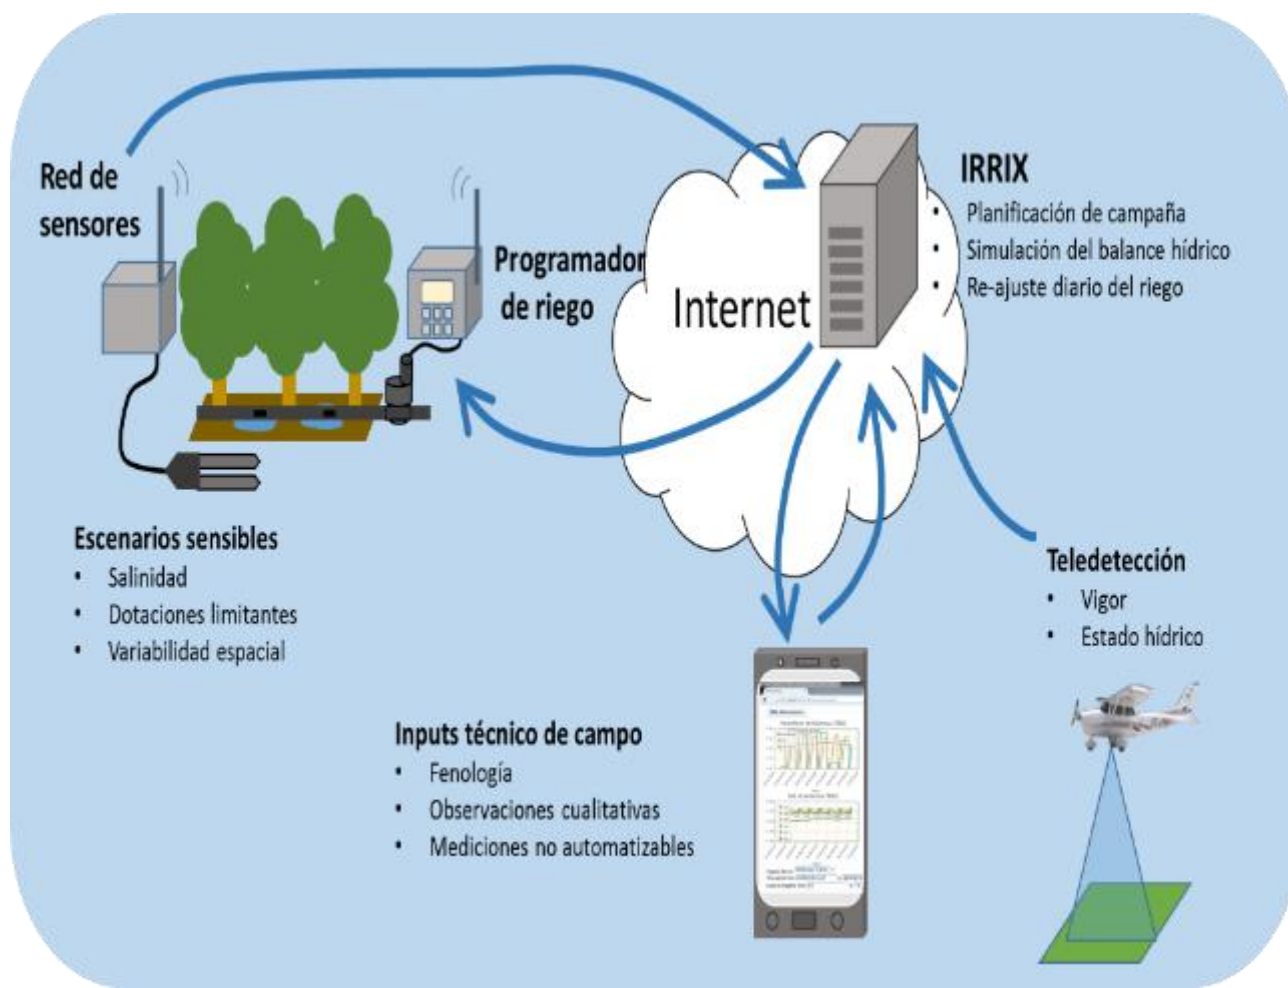 Red de
sensores
Programador
de riego
Internet
IRRIX
• Planificación de campaña
• Simulación del balance hídrico
• Re-ajuste diario del riego
Escenarios sensibles
• Salinidad
• Dotaciones limitantes
• Variabilidad espacial
Teledetección
• Vigor
• Estado hídrico
Inputs técnico de campo
• Fenología
• Observaciones cualitativas
• Mediciones no automatizables